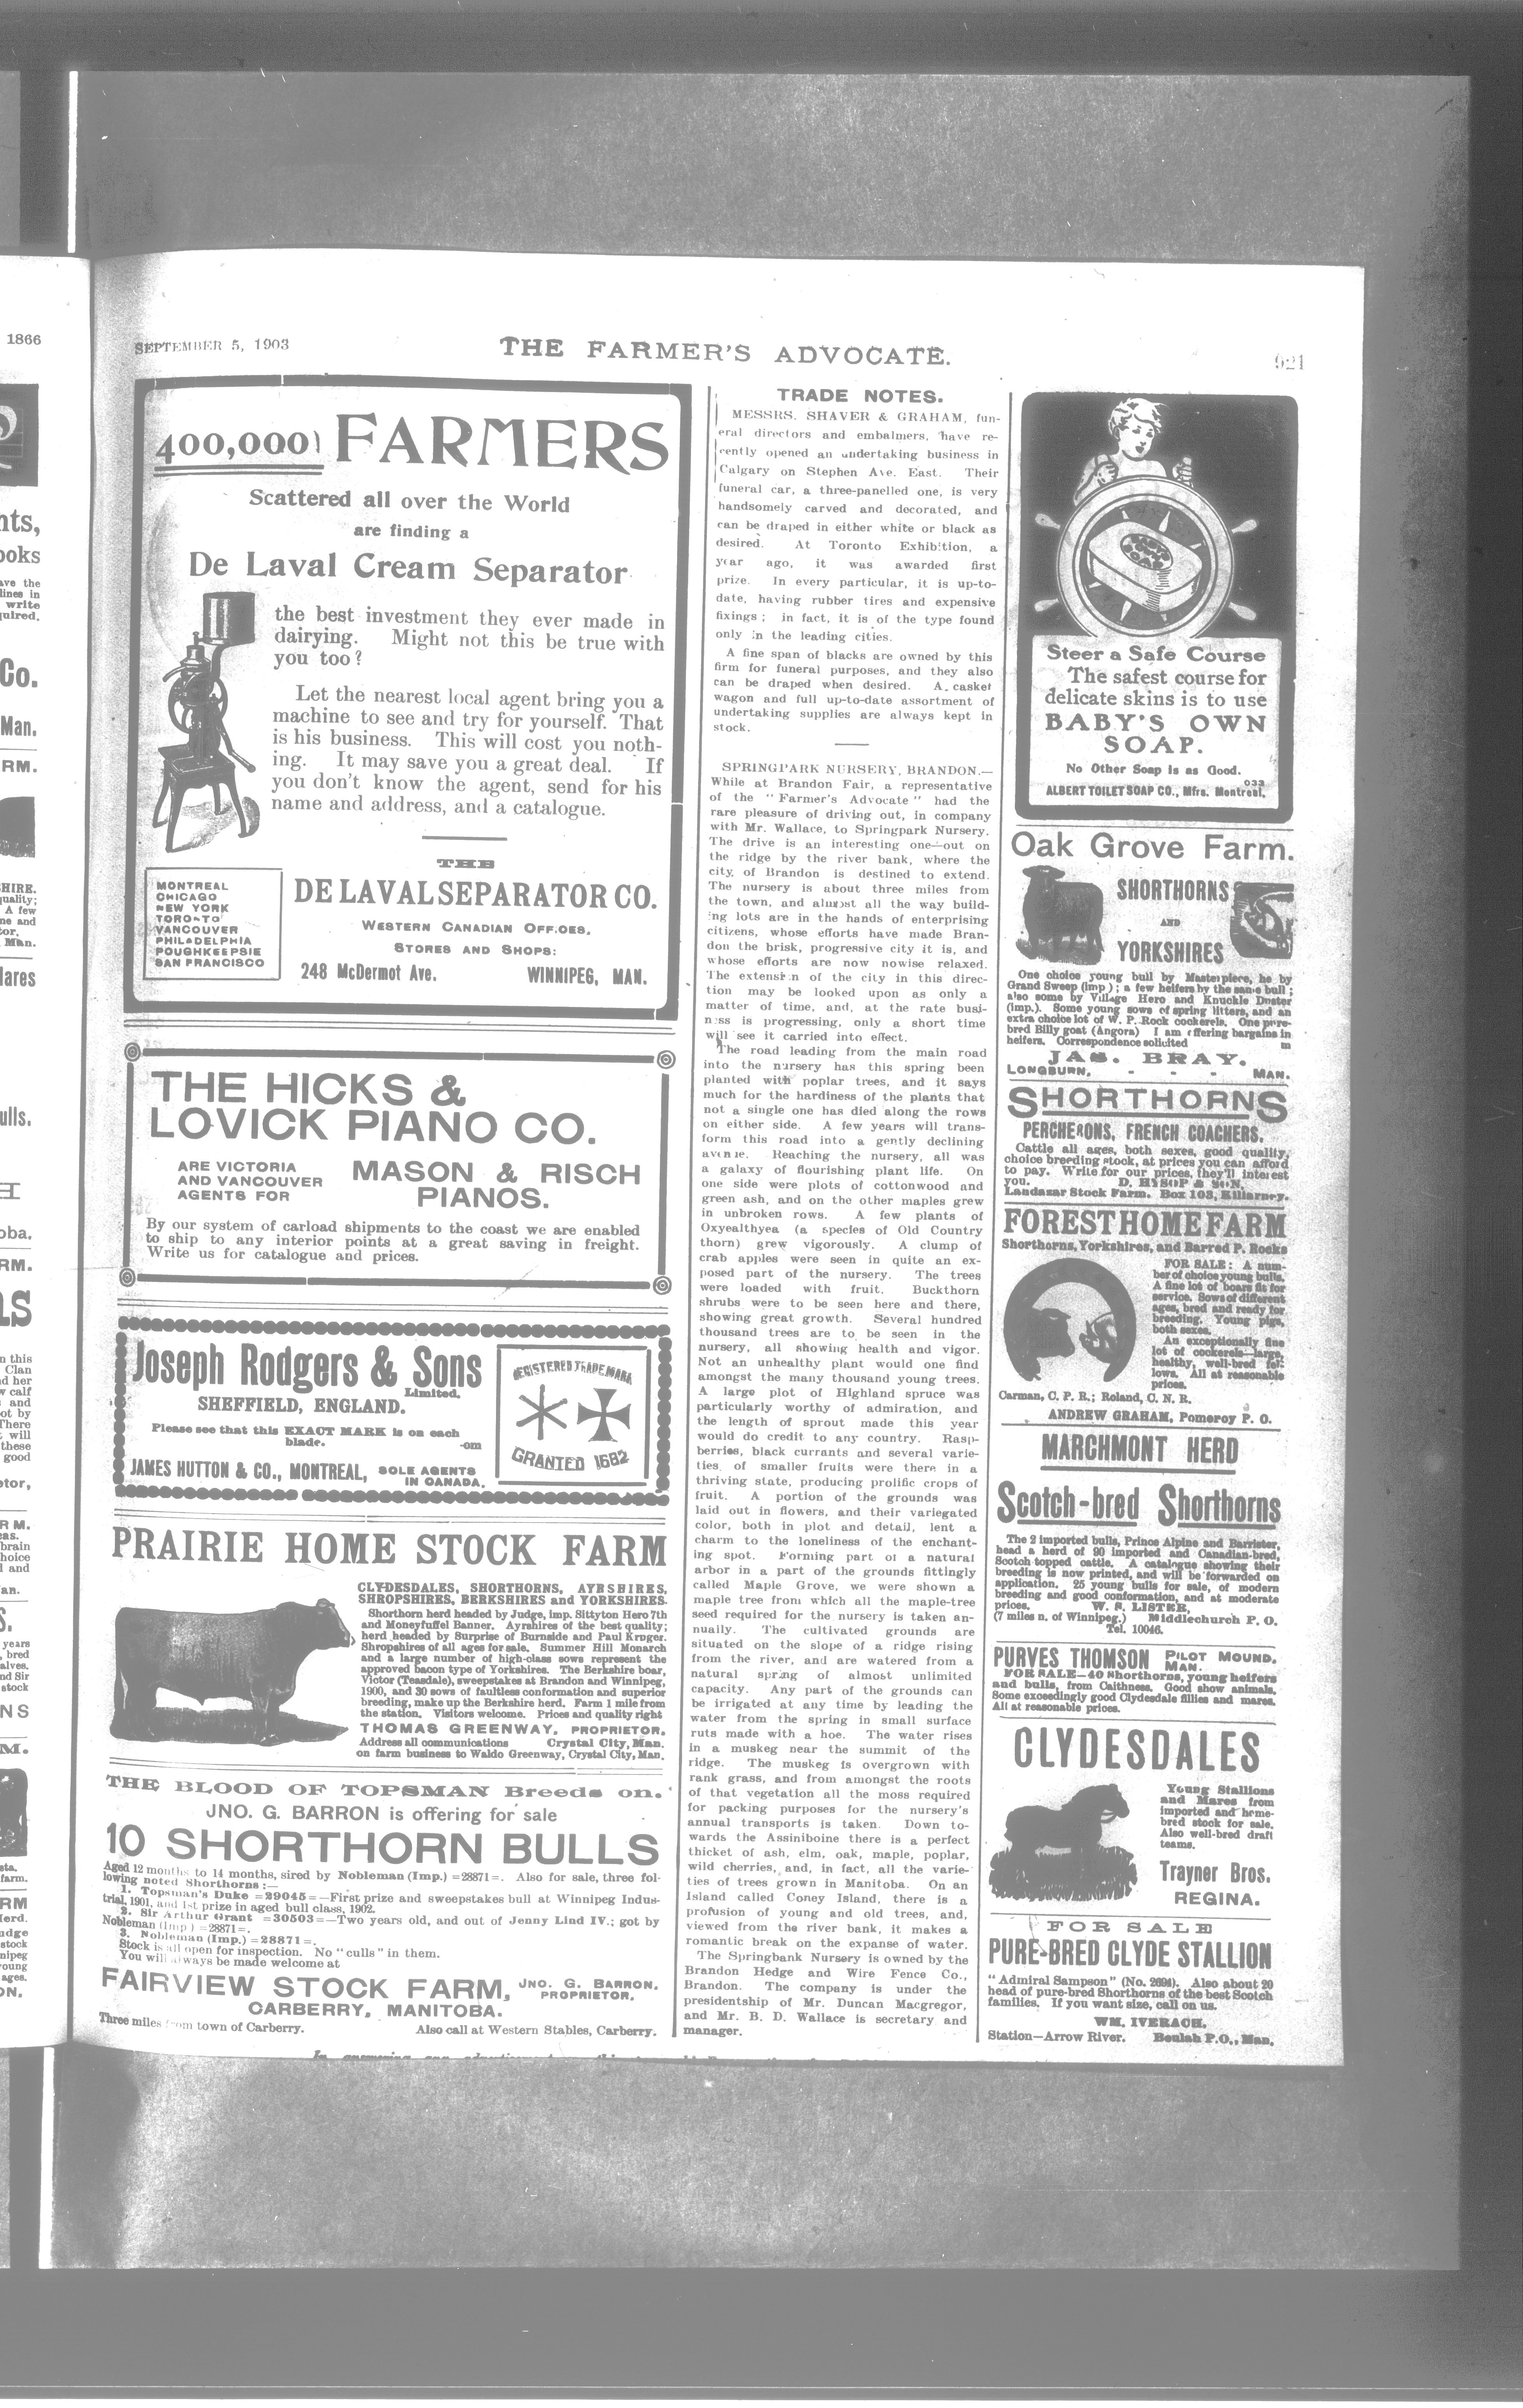 1866
nts,
ooks
ave the
lines in
write
quired.
Co.
Man.
RM.
HIRE.
quality;
A few
ne and
tor,
Man.
lares
ulls.
oba.
RM.
n this
Clan
d her
v calf
and
ot by
There
will
these
good
etor,
RM.
eas.
brain
hoice
l and
an.
years
bred
alves.
nd Sir
stock
NS
M.
sta.
farm.
RM
Herd.
udge
stock
nipeg
young
ages.
ON.
SEPTEMBER 5, 1903
THE FARMER'S ADVOCATE.
921
400,000 FARMERS
Scattered all over the World
are finding a
De Laval Cream Separator
the best investment they ever made in
dairying. Might not this be true with
you too?
Let the nearest local agent bring you a
machine to see and try for yourself. That
is his business. This will cost you noth-
ing. It may save you a great deal. If
you don't know the agent, send for his
name and address, and a catalogue.
THE
DE LAVAL SEPARATOR CO.
MONTREAL
CHICAGO
NEW YORK
TORONTO
VANCOUVER
PHILADELPHIA
POUGHKEEPSIE
SAN FRANCISCO
WESTERN CANADIAN OFFICES,
STORES AND SHOPS:
248 McDermot Ave. WINNIPEG, MAN.
THE HICKS &
LOVICK PIANO CO.
ARE VICTORIA
AND VANCOUVER
AGENTS FOR
MASON & RISCH
PIANOS.
By our system of carload shipments to the coast we are enabled
to ship to any interior points at a great saving in freight.
Write us for catalogue and prices.
Joseph Rodgers & Sons
Limited.
SHEFFIELD, ENGLAND.
Please see that this EXACT MARK is on each
blade. -om
JAMES HUTTON & CO., MONTREAL, SOLE AGENTS
IN CANADA.
REGISTERED TRADE MARK
GRANTED 1682
PRAIRIE HOME STOCK FARM
CLYDESDALES, SHORTHORNS, AYRSHIRES,
SHROPSHIRES, BERKSHIRES and YORKSHIRES.
Shorthorn herd headed by Judge, imp. Sittyton Hero 7th
and Moneyfuffel Banner. Ayrshires of the best quality;
herd headed by Surprise of Burnside and Paul Kruger.
Shropshires of all ages for sale. Summer Hill Monarch
and a large number of high-class sows represent the
approved bacon type of Yorkshires. The Berkshire boar,
Victor (Teasdale), sweepstakes at Brandon and Winnipeg,
1900, and 30 sows of faultless conformation and superior
breeding, make up the Berkshire herd. Farm 1 mile from
the station. Visitors welcome. Prices and quality right
THOMAS GREENWAY, PROPRIETOR,
Address all communications Crystal City, Man.
on farm business to Waldo Greenway, Crystal City, Man.
THE BLOOD OF TOPSMAN Breeds on.
JNO. G. BARRON is offering for sale
10 SHORTHORN BULLS
Aged 12 months to 14 months, sired by Nobleman (Imp.) =28871=. Also for sale, three fol-
lowing noted Shorthorns:—
1. Topsman's Duke =29045=—First prize and sweepstakes bull at Winnipeg Indus-
trial, 1901, and 1st prize in aged bull class, 1902.
2. Sir Arthur Grant =30503=—Two years old, and out of Jenny Lind IV.; got by
Nobleman (Imp.) =28871=.
3. Nobleman (Imp.) =28871=.
Stock is all open for inspection. No "culls" in them.
You will always be made welcome at
FAIRVIEW STOCK FARM, JNO. G. BARRON,
PROPRIETOR,
CARBERRY, MANITOBA.
Three miles from town of Carberry. Also call at Western Stables, Carberry.
TRADE NOTES.
MESSRS. SHAVER & GRAHAM, fun-
eral directors and embalmers, have re-
cently opened an undertaking business in
Calgary on Stephen Ave. East. Their
funeral car, a three-panelled one, is very
handsomely carved and decorated, and
can be draped in either white or black as
desired. At Toronto Exhibition, a
year ago, it was awarded first
prize. In every particular, it is up-to-
date, having rubber tires and expensive
fixings; in fact, it is of the type found
only in the leading cities.
A fine span of blacks are owned by this
firm for funeral purposes, and they also
can be draped when desired. A casket
wagon and full up-to-date assortment of
undertaking supplies are always kept in
stock.
SPRINGPARK NURSERY, BRANDON.—
While at Brandon Fair, a representative
of the "Farmer's Advocate" had the
rare pleasure of driving out, in company
with Mr. Wallace, to Springpark Nursery.
The drive is an interesting one—out on
the ridge by the river bank, where the
city of Brandon is destined to extend.
The nursery is about three miles from
the town, and almost all the way build-
ing lots are in the hands of enterprising
citizens, whose efforts have made Bran-
don the brisk, progressive city it is, and
whose efforts are now nowise relaxed.
The extension of the city in this direc-
tion may be looked upon as only a
matter of time, and, at the rate busi-
ness is progressing, only a short time
will see it carried into effect.
The road leading from the main road
into the nursery has this spring been
planted with poplar trees, and it says
much for the hardiness of the plants that
not a single one has died along the rows
on either side. A few years will trans-
form this road into a gently declining
avenue. Reaching the nursery, all was
a galaxy of flourishing plant life. On
one side were plots of cottonwood and
green ash, and on the other maples grew
in unbroken rows. A few plants of
Oxyealthyea (a species of Old Country
thorn) grew vigorously. A clump of
crab apples were seen in quite an ex-
posed part of the nursery. The trees
were loaded with fruit. Buckthorn
shrubs were to be seen here and there,
showing great growth. Several hundred
thousand trees are to be seen in the
nursery, all showing health and vigor.
Not an unhealthy plant would one find
amongst the many thousand young trees.
A large plot of Highland spruce was
particularly worthy of admiration, and
the length of sprout made this year
would do credit to any country. Rasp-
berries, black currants and several varie-
ties of smaller fruits were there in a
thriving state, producing prolific crops of
fruit. A portion of the grounds was
laid out in flowers, and their variegated
color, both in plot and detail, lent a
charm to the loneliness of the enchant-
ing spot. Forming part of a natural
arbor in a part of the grounds fittingly
called Maple Grove, we were shown a
maple tree from which all the maple-tree
seed required for the nursery is taken an-
nually. The cultivated grounds are
situated on the slope of a ridge rising
from the river, and are watered from a
natural spring of almost unlimited
capacity. Any part of the grounds can
be irrigated at any time by leading the
water from the spring in small surface
ruts made with a hoe. The water rises
in a muskeg near the summit of the
ridge. The muskeg is overgrown with
rank grass, and from amongst the roots
of that vegetation all the moss required
for packing purposes for the nursery's
annual transports is taken. Down to-
wards the Assiniboine there is a perfect
thicket of ash, elm, oak, maple, poplar,
wild cherries, and, in fact, all the varie-
ties of trees grown in Manitoba. On an
Island called Coney Island, there is a
profusion of young and old trees, and,
viewed from the river bank, it makes a
romantic break on the expanse of water.
The Springbank Nursery is owned by the
Brandon Hedge and Wire Fence Co.,
Brandon. The company is under the
presidentship of Mr. Duncan Macgregor,
and Mr. B. D. Wallace is secretary and
manager.
Steer a Safe Course
The safest course for
delicate skins is to use
BABY'S OWN
SOAP.
No Other Soap is as Good.
033
ALBERT TOILET SOAP CO., Mfrs. Montreal.
Oak Grove Farm.
SHORTHORNS
AND
YORKSHIRES
One choice young bull by Masterpiece, he by
Grand Sweep (imp); a few heifers by the same bull;
also some by Village Hero and Knuckle Duster
(imp.). Some young sows of spring litters, and an
extra choice lot of W. P. Rock cockerels. One pure-
bred Billy goat (Angora) I am offering bargains in
heifers. Correspondence solicited m
JAS. BRAY.
LONGBURN, - - - MAN.
SHORTHORNS
PERCHERONS, FRENCH COACHERS.
Cattle all ages, both sexes, good quality,
choice breeding stock, at prices you can afford
to pay. Write for our prices, they'll interest
you. D. HYSOP & SON,
Landazar Stock Farm. Box 103, Killarney.
FOREST HOME FARM
Shorthorns, Yorkshires, and Barred P. Rocks
FOR SALE: A num-
ber of choice young bulls.
A fine lot of boars fit for
service. Sows of different
ages, bred and ready for
breeding. Young pigs,
both sexes.
An exceptionally fine
lot of cockerels—large,
healthy, well-bred fel-
lows. All at reasonable
prices.
Carman, C. P. R.; Roland, C. N. R.
ANDREW GRAHAM, Pomeroy P. O.
MARCHMONT HERD
Scotch-bred Shorthorns
The 2 imported bulls, Prince Alpine and Barrister,
head a herd of 90 imported and Canadian-bred,
Scotch-topped cattle. A catalogue showing their
breeding is now printed, and will be forwarded on
application. 25 young bulls for sale, of modern
breeding and good conformation, and at moderate
prices. W. S. LISTER,
(7 miles n. of Winnipeg.) Middlechurch P. O.
Tel. 10046.
PURVES THOMSON PILOT MOUND,
MAN.
FOR SALE—40 Shorthorns, young heifers
and bulls, from Caithness. Good show animals.
Some exceedingly good Clydesdale fillies and mares.
All at reasonable prices.
CLYDESDALES
Young Stallions
and Mares from
imported and home-
bred stock for sale.
Also well-bred draft
teams.
Trayner Bros.
REGINA.
FOR SALE
PURE-BRED CLYDE STALLION
"Admiral Sampson" (No. 2694). Also about 20
head of pure-bred Shorthorns of the best Scotch
families. If you want size, call on us.
WM. IVERACH.
Station—Arrow River. Beulah P.O., Man.